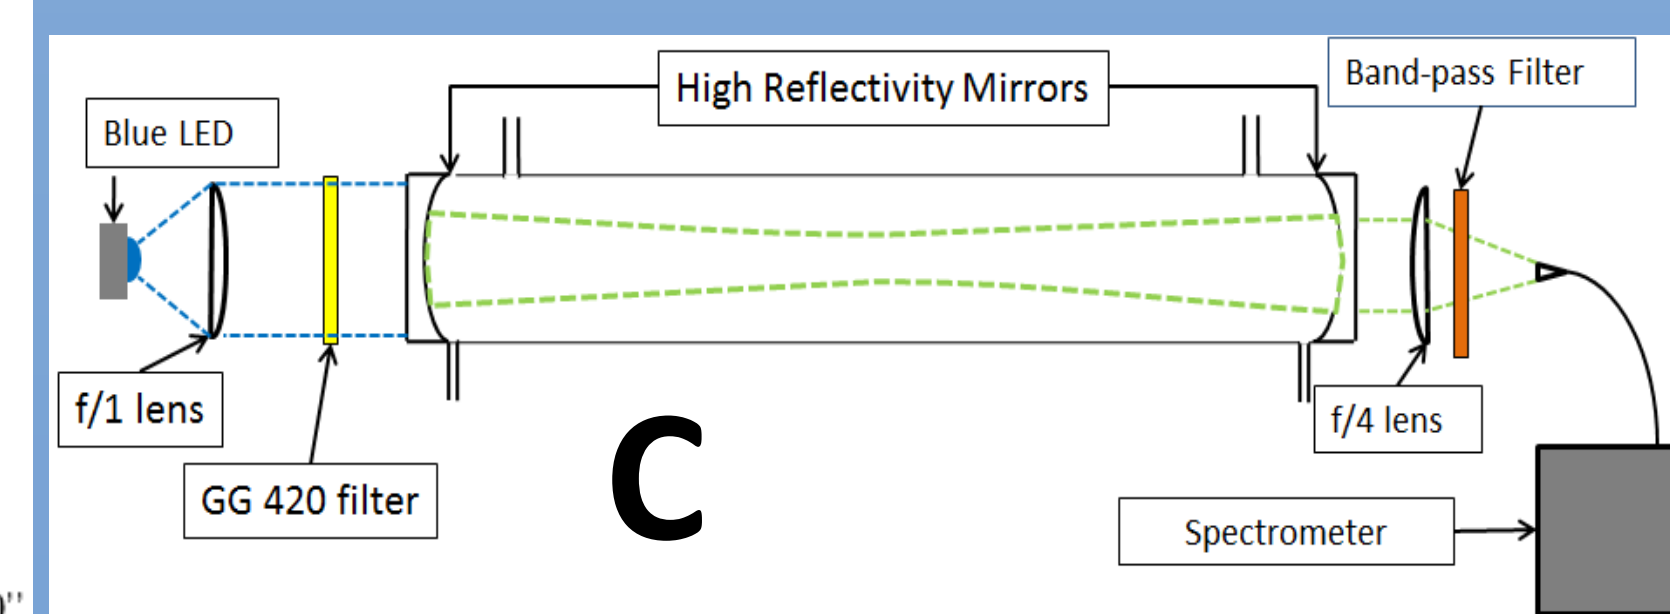 High Reflectivity Mirrors
Band-pass Filter
Blue LED
f/1 lens
f/4 lens
GG 420 filter
C
Spectrometer